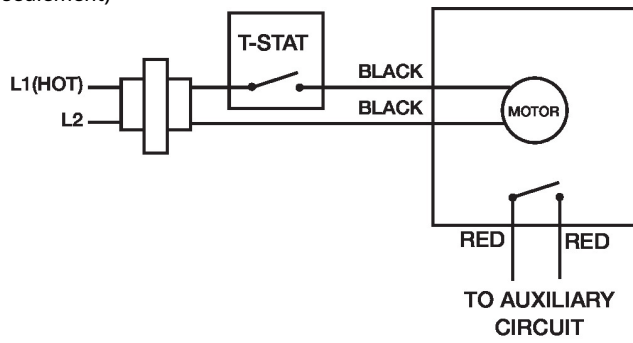 T-STAT
L1(HOT)
BLACK
L2
BLACK
MOTOR
RED
RED
TO AUXILIARY
CIRCUIT